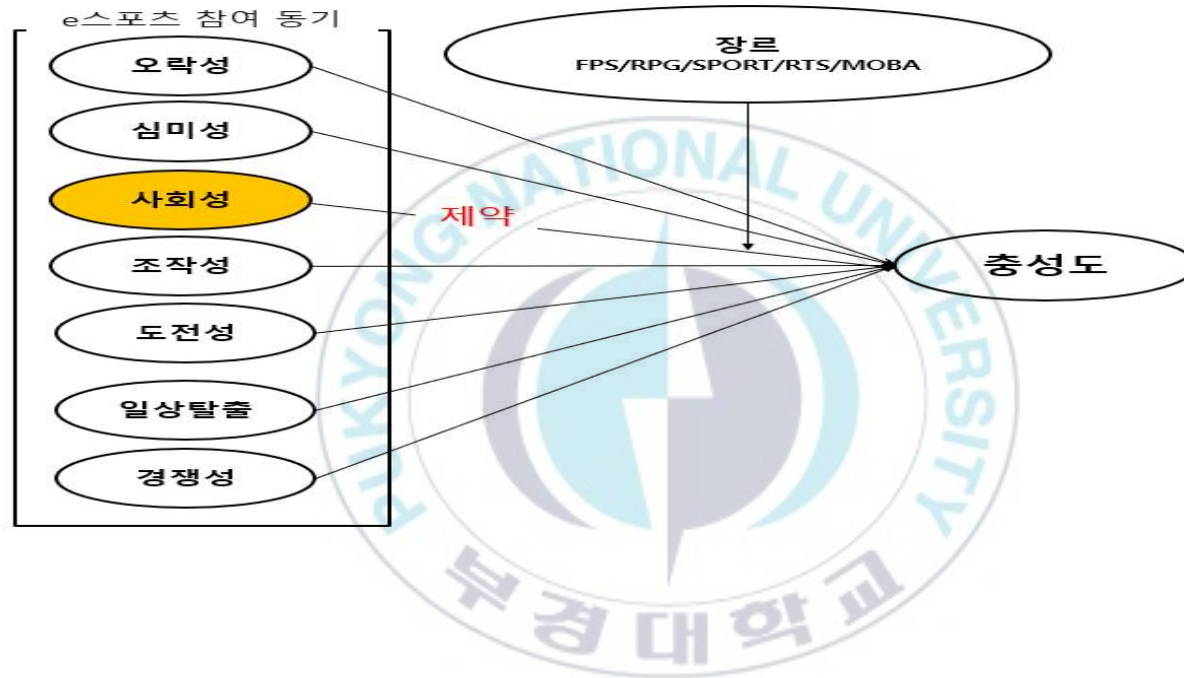 e스포츠 참여 동기
오락성
심미성
사회성
조작성
도전성
일상탈출
경쟁성
제약
장르
FPS/RPG/SPORT/RTS/MOBA
충성도
PUKYONG NATIONAL UNIVERSITY
부경대학교